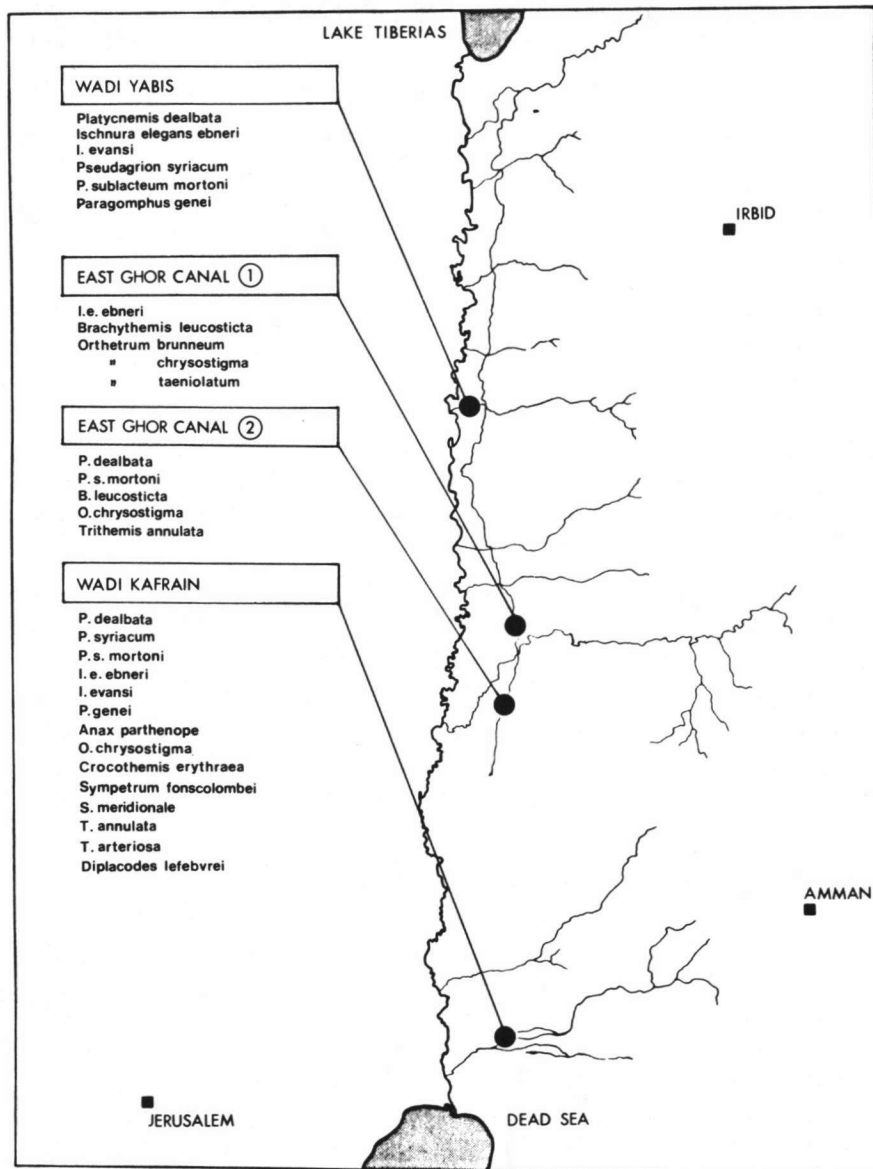 LAKE TIBERIAS
WADI YABIS
Platycnemis dealbata
Ischnura elegans ebneri
I. evansi
Pseudagrion syriacum
P. sublacteum mortoni
Paragomphus genei
IRBID
EAST GHOR CANAL ①
I.e. ebneri
Brachythemis leucosticta
Orthetrum brunneum
" chrysostigma
" taeniolatum
EAST GHOR CANAL ②
P. dealbata
P. s. mortoni
B. leucosticta
O. chrysostigma
Trithemis annulata
WADI KAFRAIN
P. dealbata
P. syriacum
P. s. mortoni
I. e. ebneri
I. evansi
P. genei
Anax parthenope
O. chrysostigma
Crocothemis erythraea
Sympetrum fonscolombei
S. meridionale
T. annulata
T. arteriosa
Diplacodes lefebvrei
AMMAN
JERUSALEM
DEAD SEA